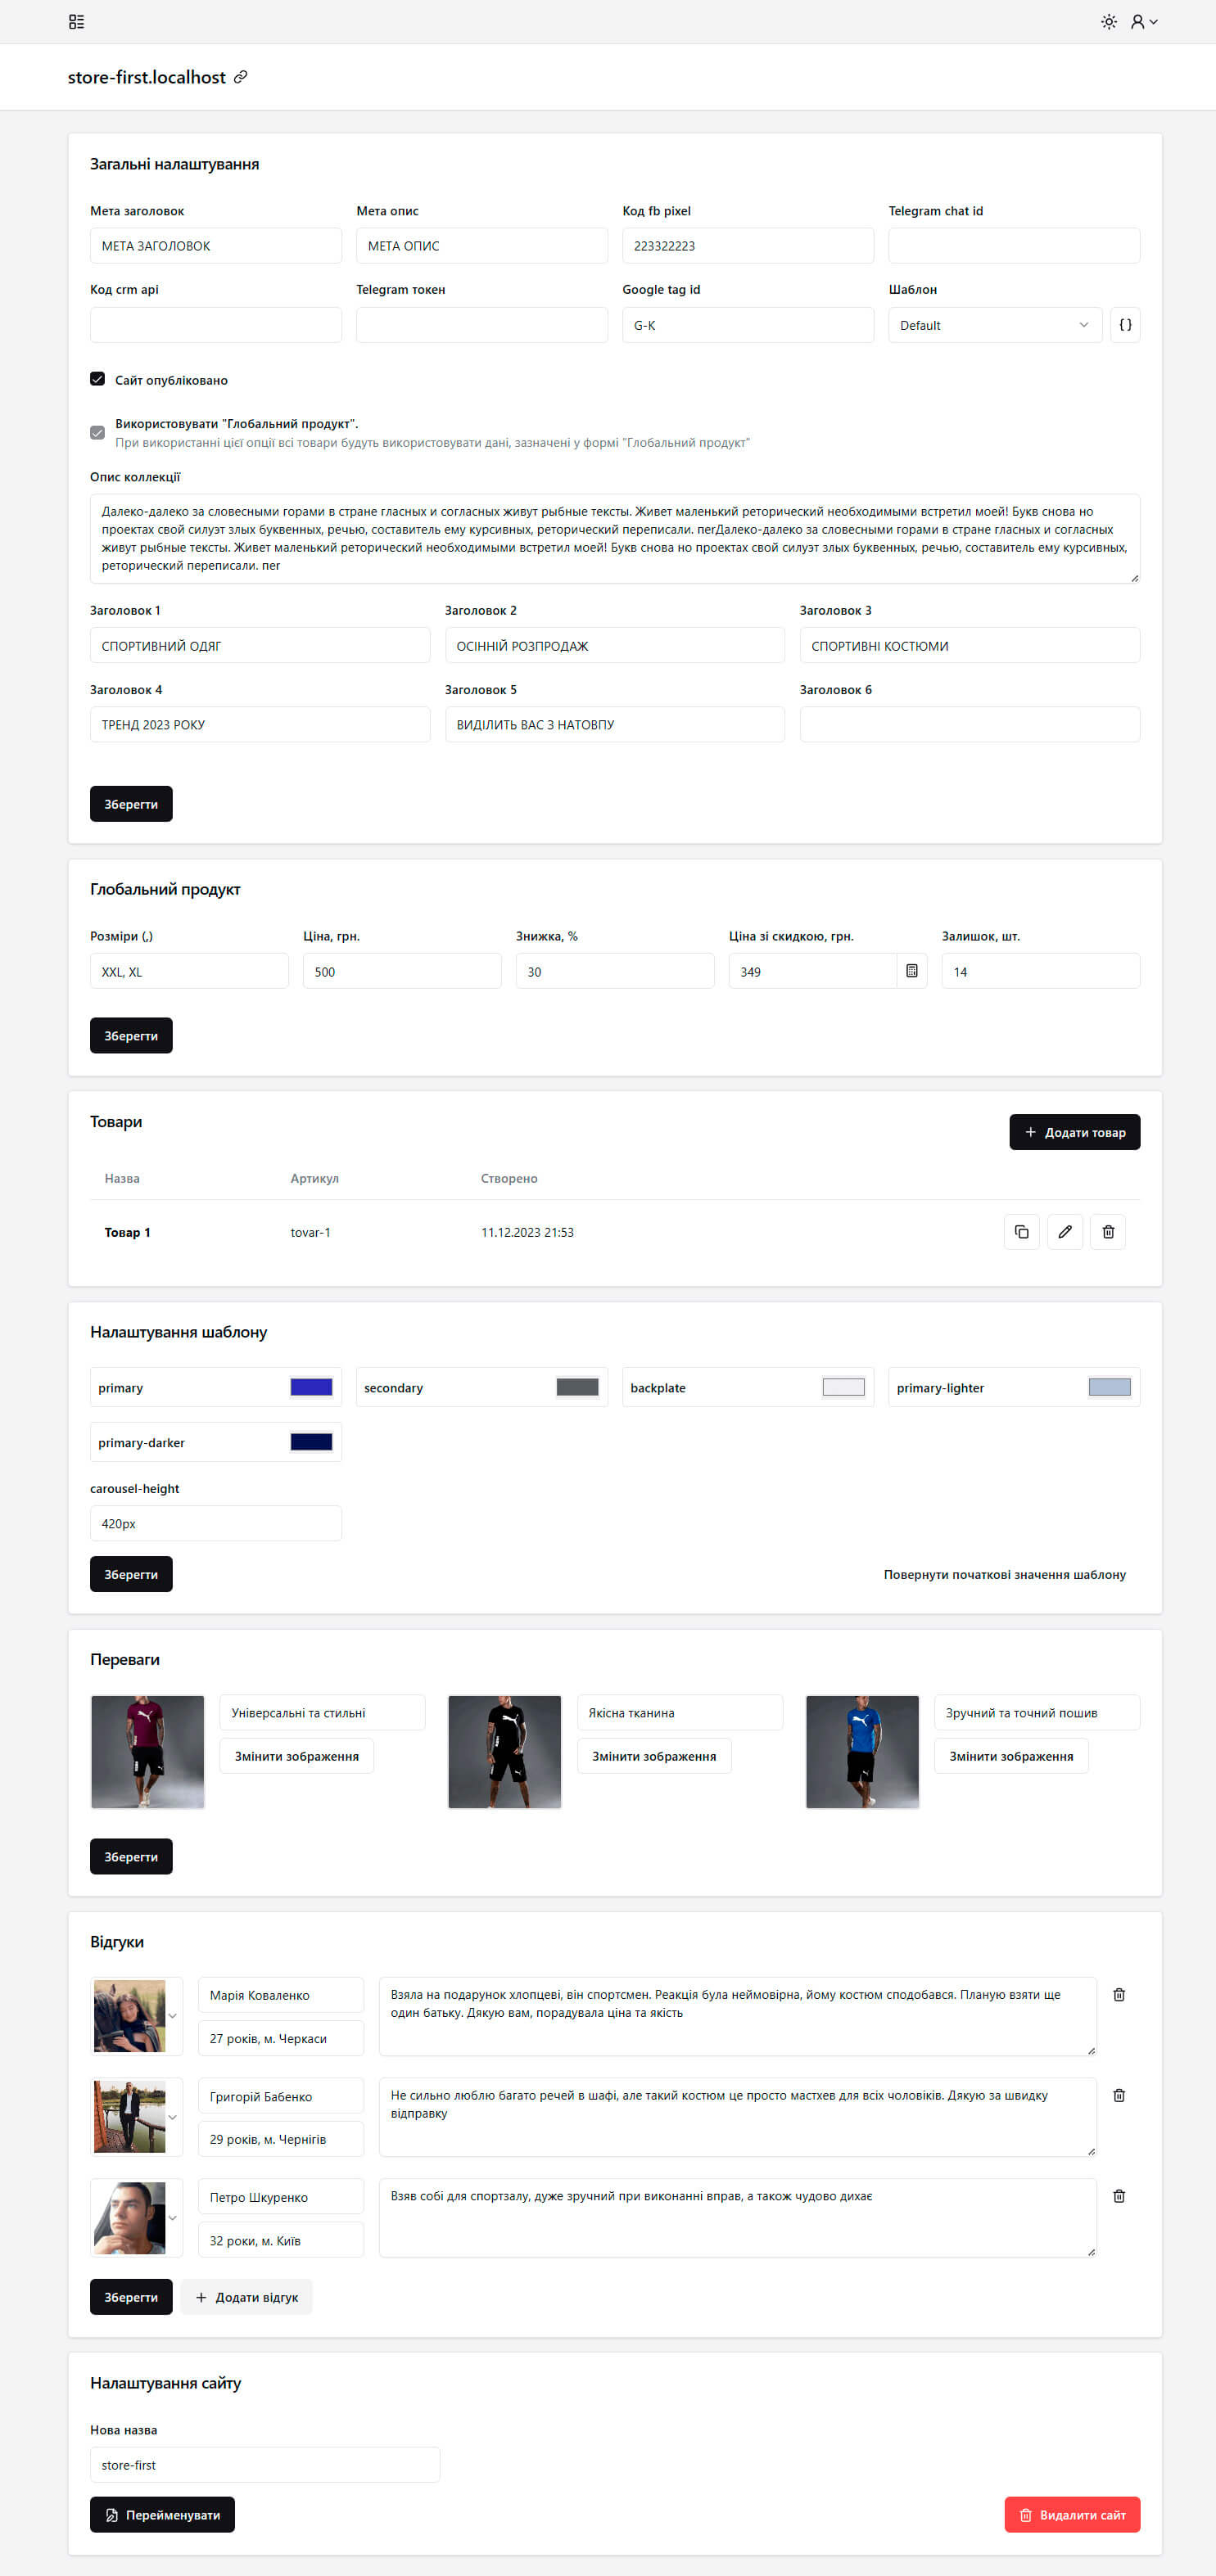 store-first.localhost
Загальні налаштування
Мета заголовок
Мета опис
Код fb pixel
Telegram chat id
МЕТА ЗАГОЛОВОК
МЕТА ОПИС
223322223
Код crm api
Telegram токен
Google tag id
Шаблон
G-K
Default
Сайт опубліковано
Використовувати "Глобальний продукт".
При використанні цієї опції всі товари будуть використовувати дані, зазначені у формі "Глобальний продукт"
Опис коллекції
Далеко-далеко за словесными горами в стране гласных и согласных живут рыбные тексты. Живет маленький реторический необходимыми встретил моей! Букв снова но
проектах свой силуэт злых буквенных, речью, составитель ему курсивных, реторический переписали. negДалеко-далеко за словесными горами в стране гласных и согласных
живут рыбные тексты. Живет маленький реторический необходимыми встретил моей! Букв снова но проектах свой силуэт злых буквенных, речью, составитель ему курсивных,
реторический переписали. пег
Заголовок 1
Заголовок 2
Заголовок 3
СПОРТИВНИЙ ОДЯГ
ОСІННІЙ РОЗПРОДАЖ
СПОРТИВНІ КОСТЮМИ
Заголовок 4
Заголовок 5
Заголовок 6
ТРЕНД 2023 РОКУ
ВИДІЛИТЬ ВАС З НАТОВПУ
Зберегти
Глобальний продукт
Розміри (,)
Ціна, грн.
Знижка, %
Ціна зі скидкою, грн.
Залишок, шт.
XXL, XL
500
30
349
14
Зберегти
Товари
Додати товар
Назва
Артикул
Створено
Товар 1
tovar-1
11.12.2023 21:53
Налаштування шаблону
primary
secondary
backplate
primary-lighter
primary-darker
carousel-height
420px
Зберегти
Повернути початкові значення шаблону
Переваги
Універсальні та стильні
Якісна тканина
Зручний та точний пошив
Змінити зображення
Змінити зображення
Змінити зображення
Зберегти
Відгуки
Марія Коваленко
27 років, м. Черкаси
Взяла на подарунок хлопцеві, він спортсмен. Реакція була неймовірна, йому костюм сподобався. Планую взяти ще
один батьку. Дякую вам, порадувала ціна та якість
Григорій Бабенко
29 років, м. Чернігів
Не сильно люблю багато речей в шафі, але такий костюм це просто мастхев для всіх чоловіків. Дякую за швидку
відправку
Петро Шкуренко
32 роки, м. Київ
Взяв собі для спортзалу, дуже зручний при виконанні вправ, а також чудово дихає
Зберегти
Додати відгук
Налаштування сайту
Нова назва
store-first
Перейменувати
Видалити сайт